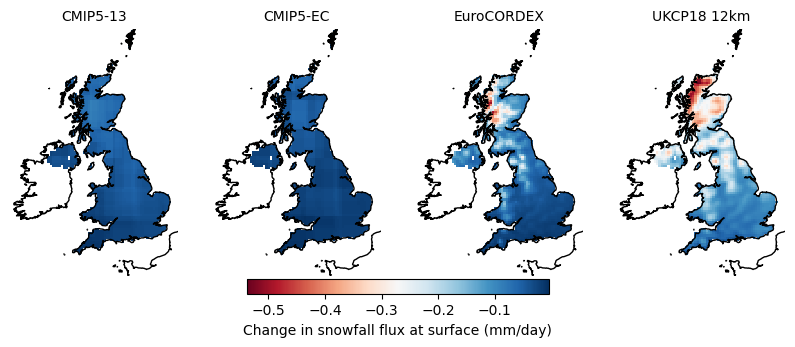 CMIP5-13 CMIP5-EC EuroCORDEX UKCP18 12km
−0.5 −0.4 −0.3 −0.2 −0.1
Change in snowfall flux at surface (mm/day)